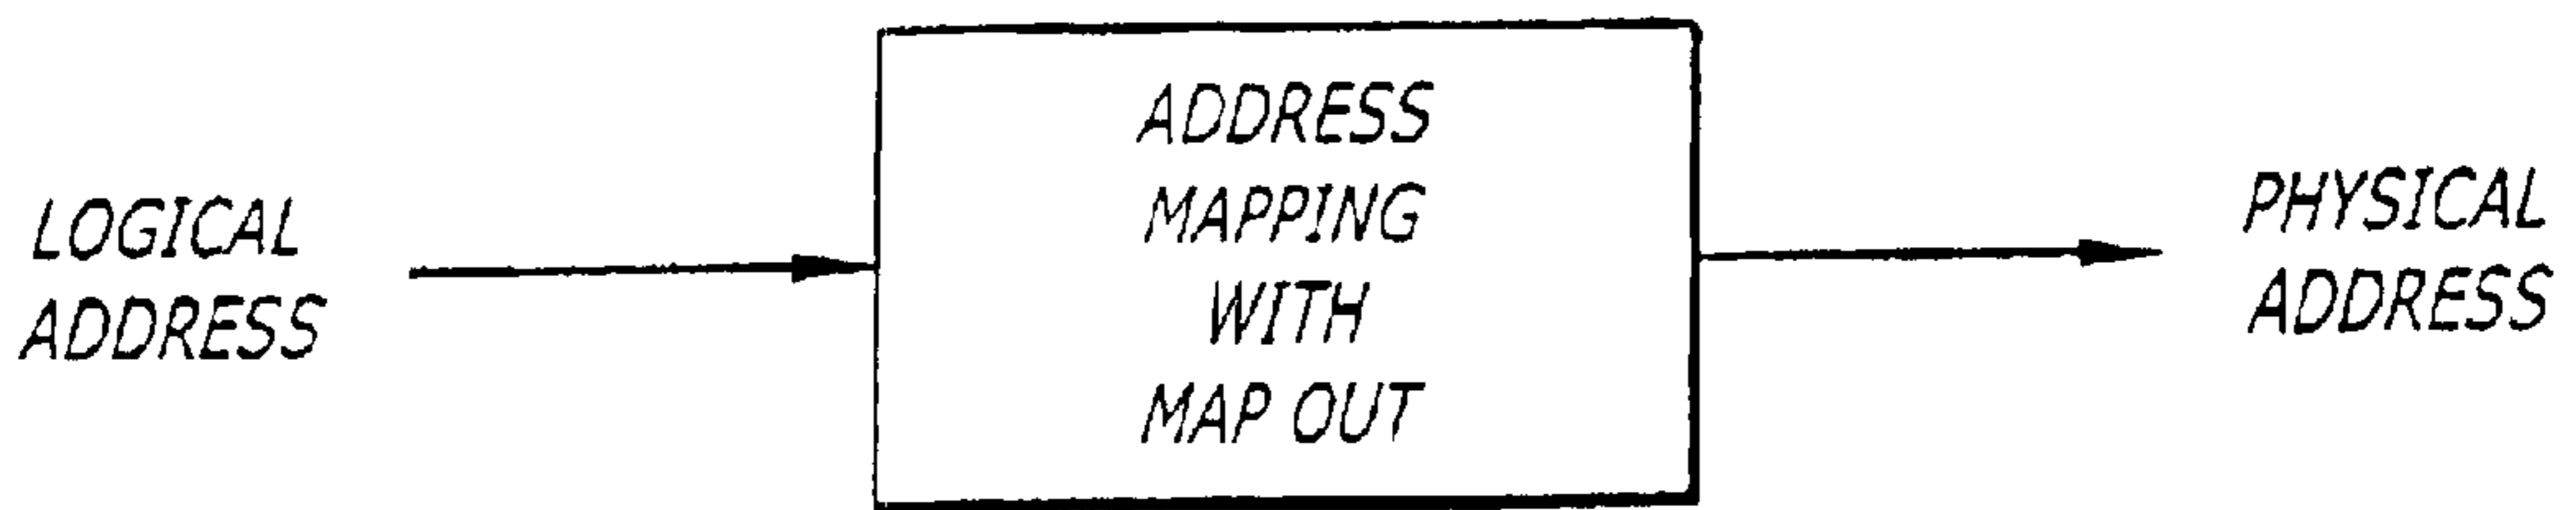 LOGICAL
ADDRESS
ADDRESS
MAPPING
WITH
MAP OUT
PHYSICAL
ADDRESS